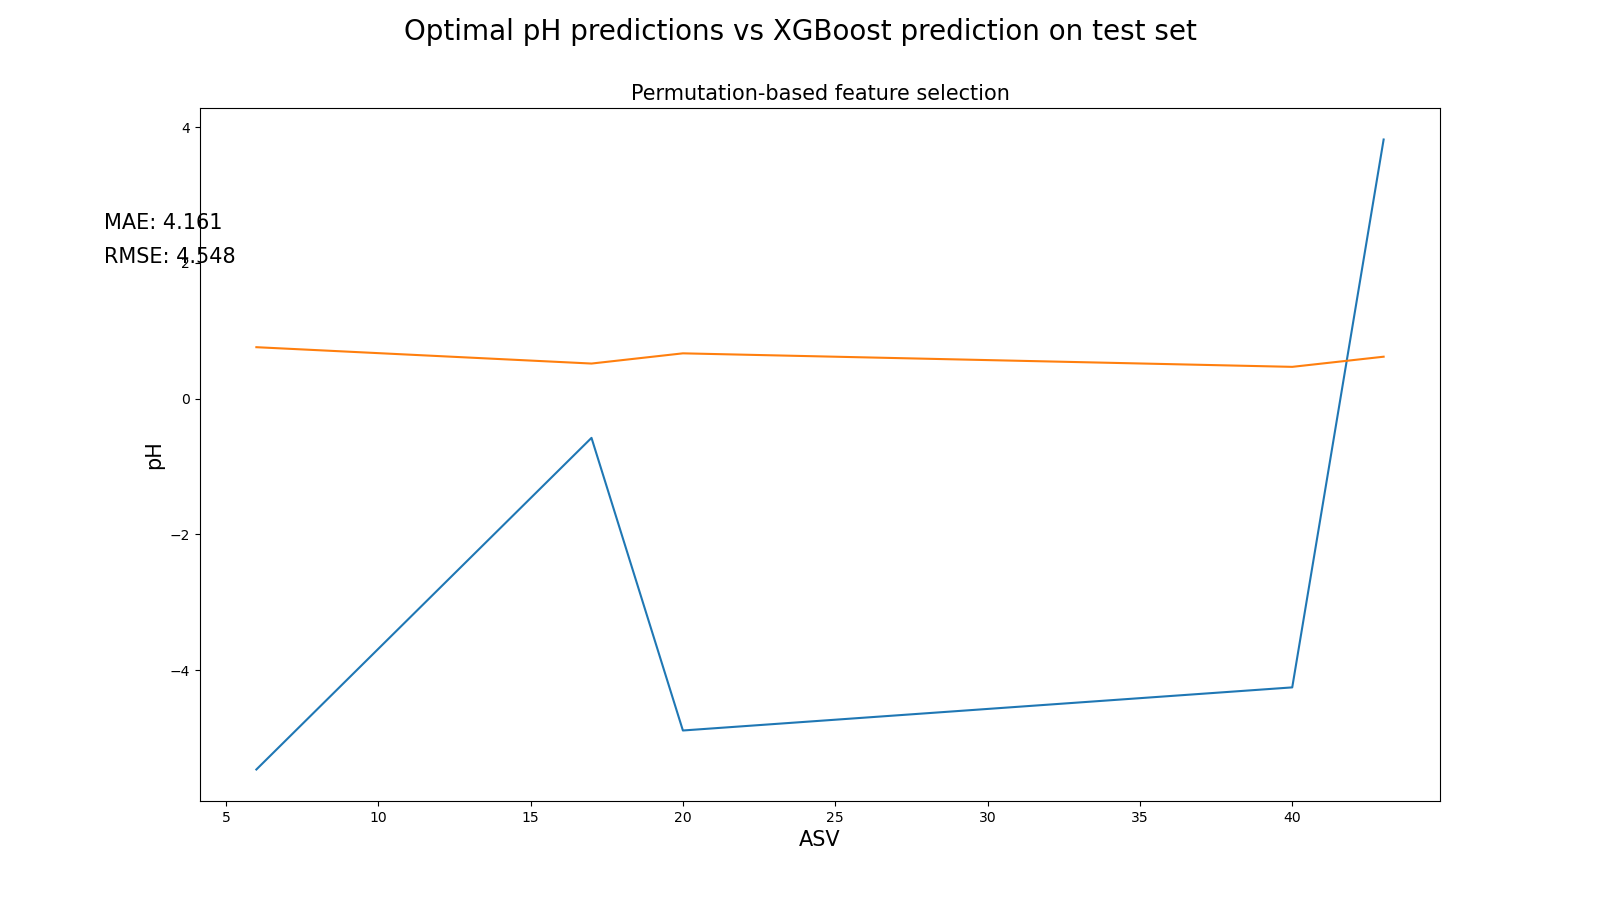 Optimal pH predictions vs XGBoost prediction on test set
Permutation-based feature selection
4
MAE: 4.161
RMSE: 4.548
2
0
pH
−2
−4
5 10 15 20 25 30 35 40
ASV